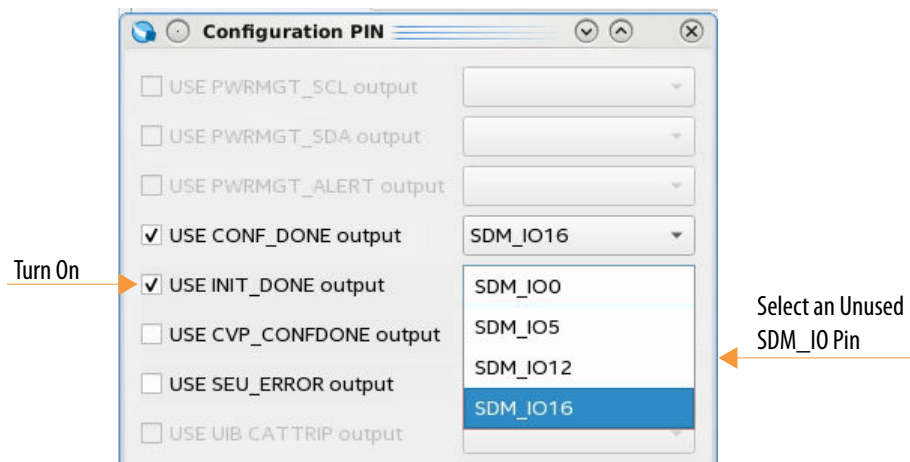 Configuration PIN
USE PWRMGT_SCL output
USE PWRMGT_SDA output
USE PWRMGT_ALERT output
USE CONF_DONE output SDM_IO16
Turn On
USE INIT_DONE output SDM_IO0
USE CVP_CONFDONE output SDM_IO5
Select an Unused
SDM_IO Pin
SDM_IO12
USE SEU_ERROR output
SDM_IO16
USE UIB CATTRIP output